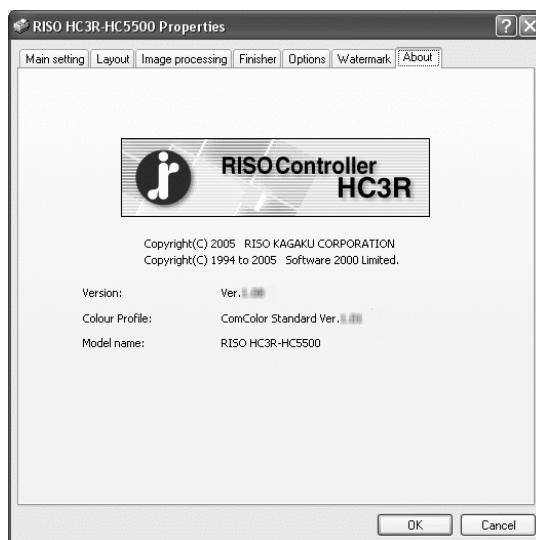 RISO HC3R-HC5500 Properties
Main setting Layout Image processing Finisher Options Watermark About
RISO Controller
HC3R
Copyright(C) 2005 RISO KAGAKU CORPORATION
Copyright(C) 1994 to 2005 Software 2000 Limited.
Version: Ver.
Colour Profile: ComColor Standard Ver.
Model name: RISO HC3R-HC5500
OK Cancel